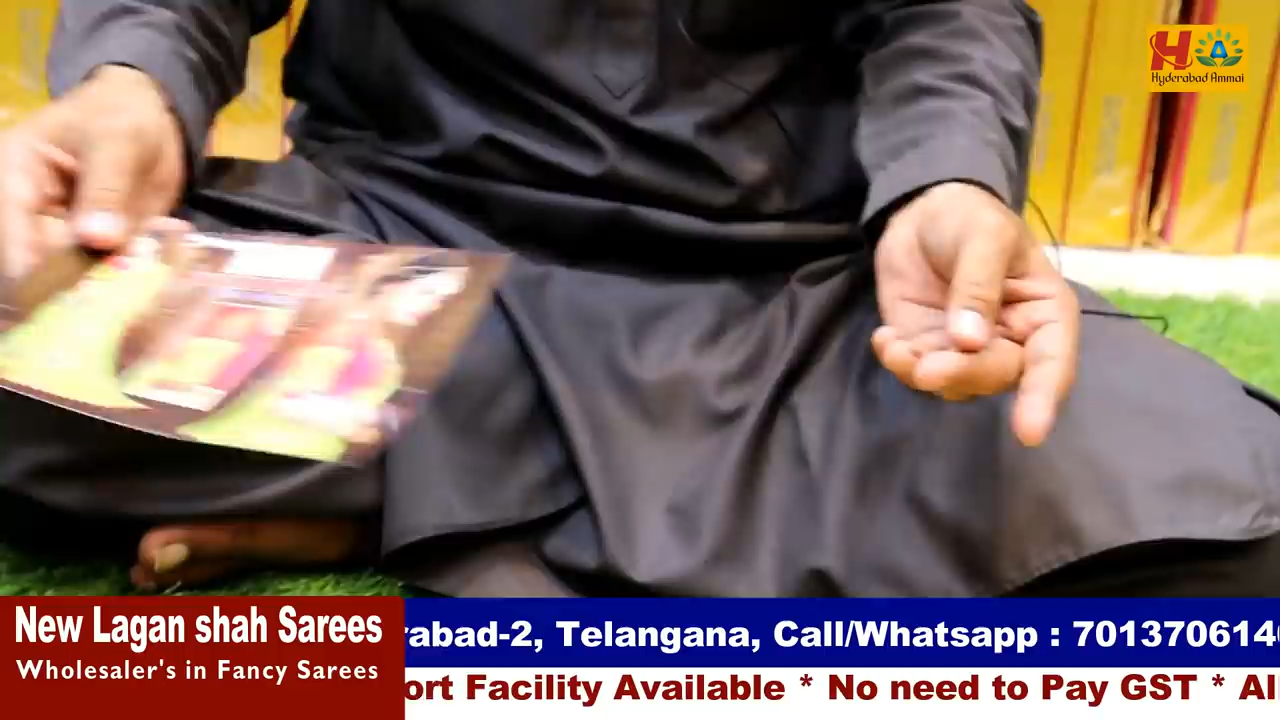 H A
Hyderabad Ammai
New Lagan shah Sarees
Wholesaler's in Fancy Sarees
rabad-2, Telangana, Call/Whatsapp : 701370614
ort Facility Available * No need to Pay GST * Al